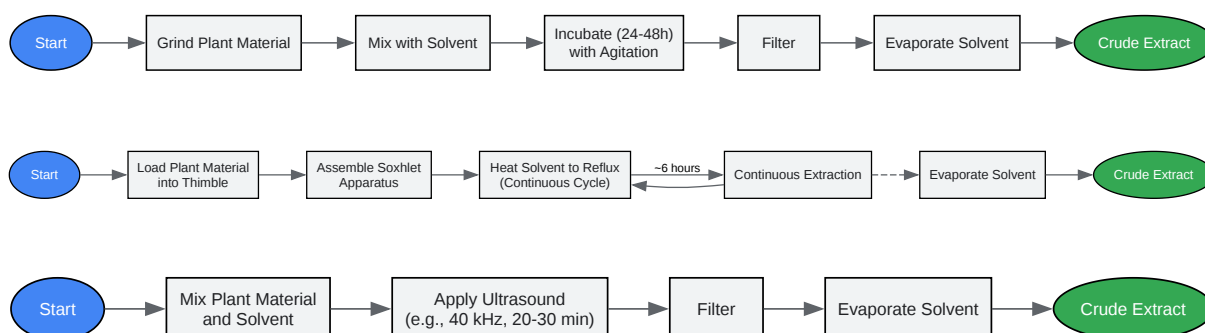 Start
Grind Plant Material
Mix with Solvent
Incubate (24-48h)
with Agitation
Filter
Evaporate Solvent
Crude Extract
Start
Load Plant Material
into Thimble
Assemble Soxhlet
Apparatus
Heat Solvent to Reflux
(Continuous Cycle)
~6 hours
Continuous Extraction
Evaporate Solvent
Crude Extract
Start
Mix Plant Material
and Solvent
Apply Ultrasound
(e.g., 40 kHz, 20-30 min)
Filter
Evaporate Solvent
Crude Extract